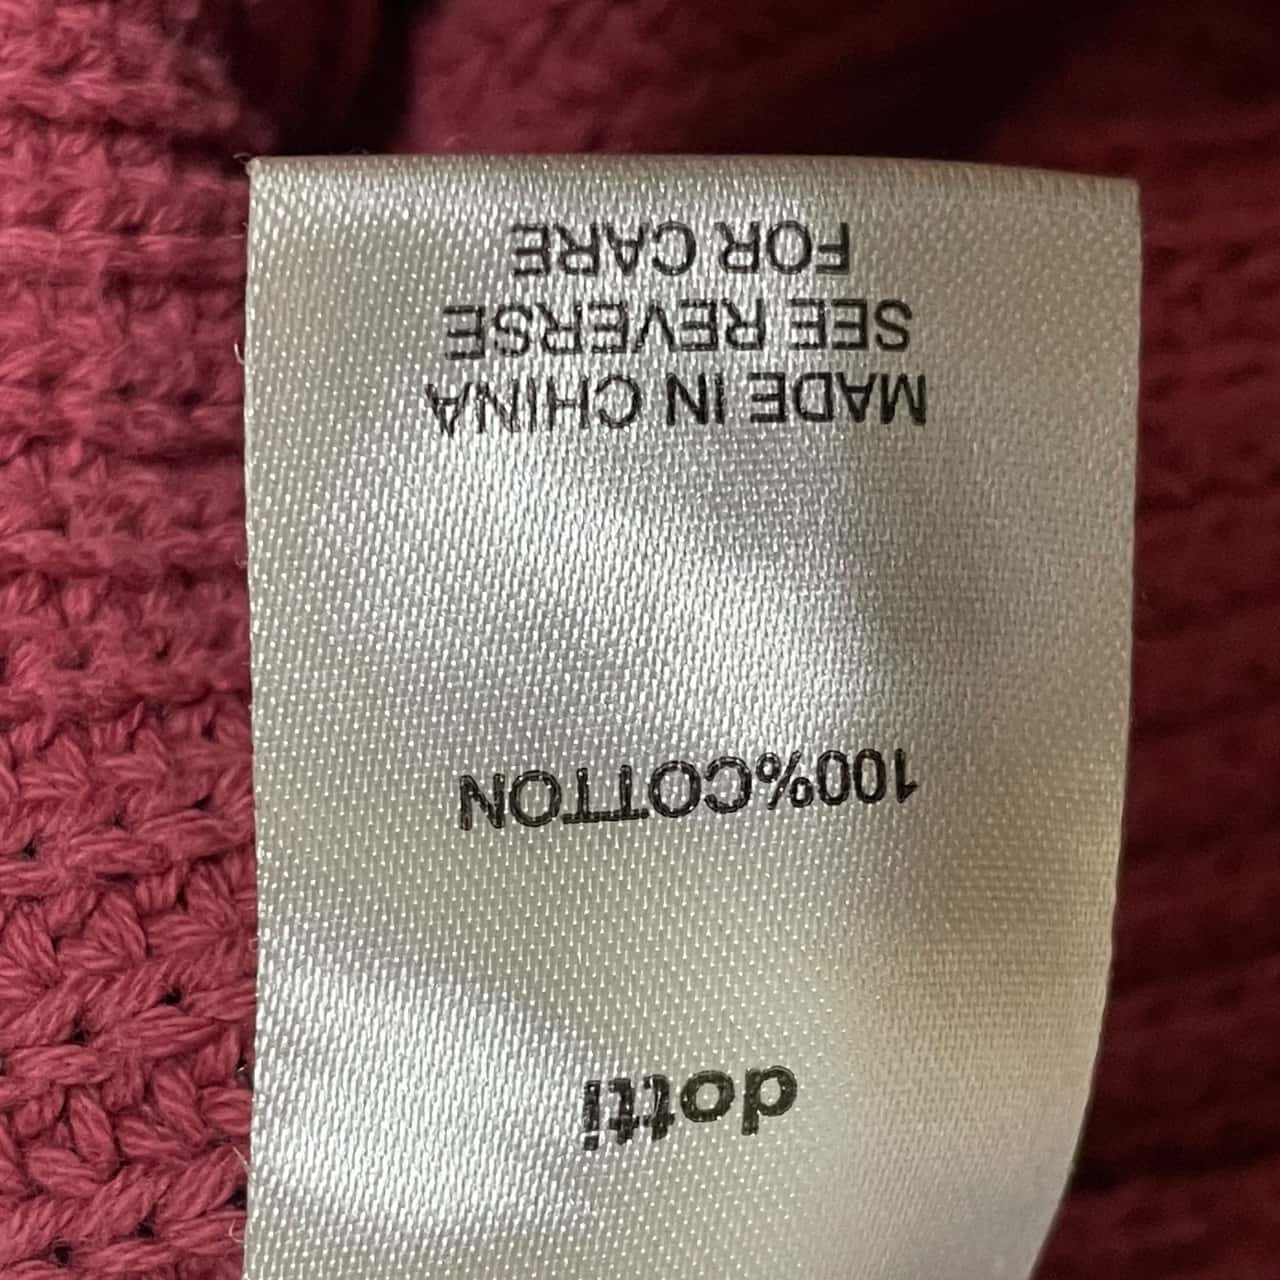 dotti
100%COTTON
MADE IN CHINA
SEE REVERSE
FOR CARE